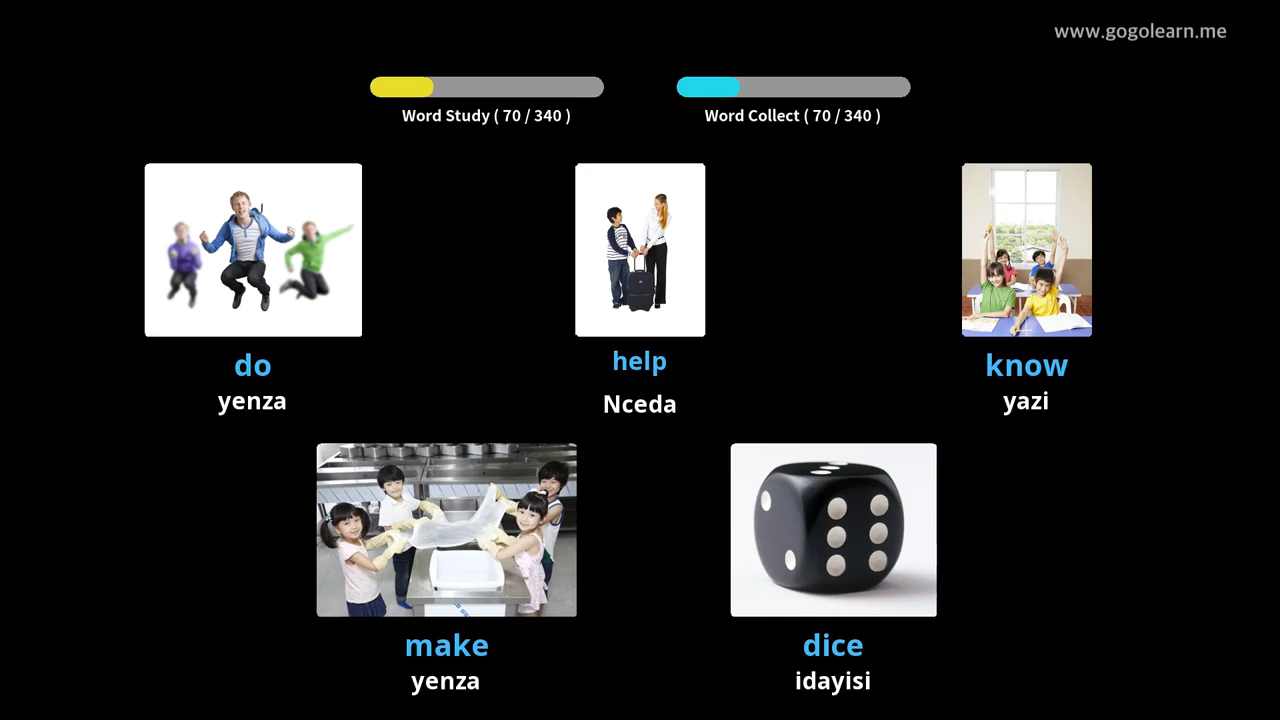 www.gogolearn.me
Word Study ( 70 / 340 )
Word Collect ( 70 / 340 )
do
yenza
help
Nceda
know
yazi
make
yenza
dice
idayisi